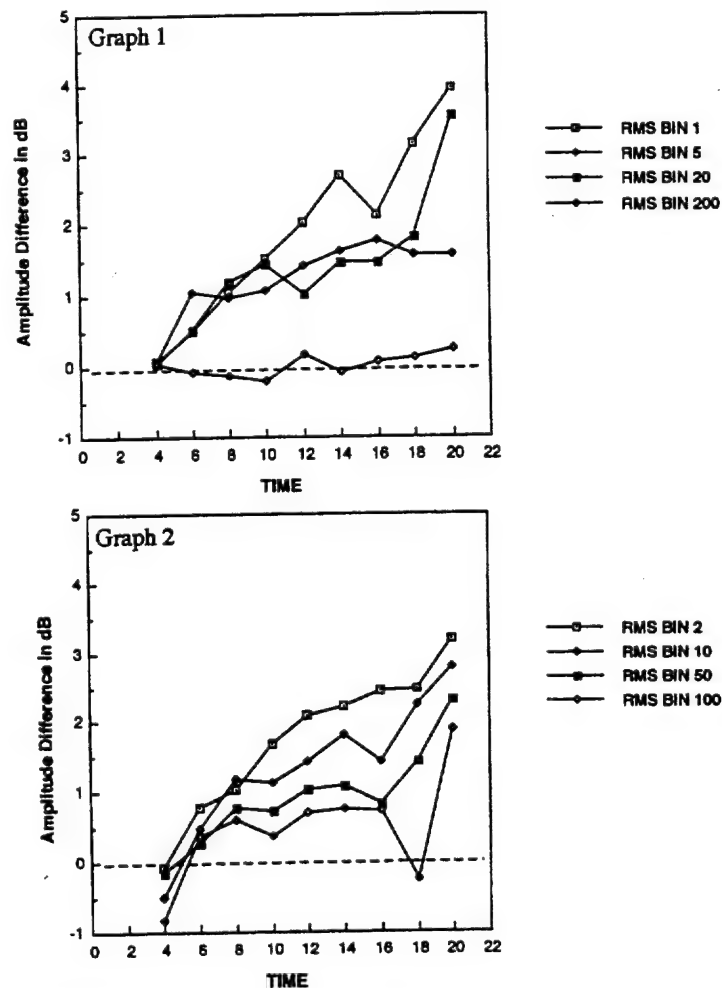 Graph 1
Amplitude Difference in dB
5
4
3
2
1
0
-1
0 2 4 6 8 10 12 14 16 18 20 22
TIME
RMS BIN 1
RMS BIN 5
RMS BIN 20
RMS BIN 200
Graph 2
Amplitude Difference in dB
5
4
3
2
1
0
-1
0 2 4 6 8 10 12 14 16 18 20 22
TIME
RMS BIN 2
RMS BIN 10
RMS BIN 50
RMS BIN 100